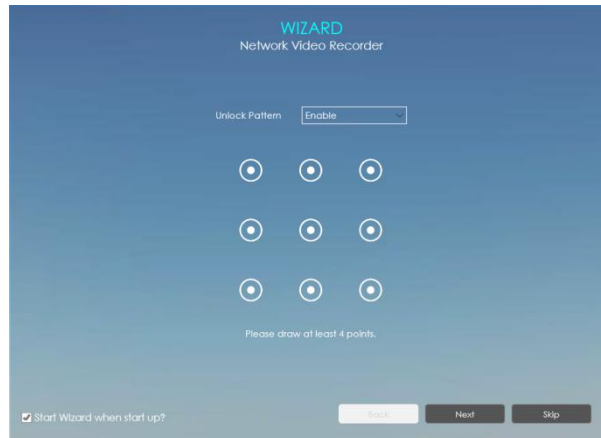 WIZARD
Network Video Recorder
Unlock Pattern Enable
Please draw at least 4 points.
Start Wizard when start up? Back Next Skip